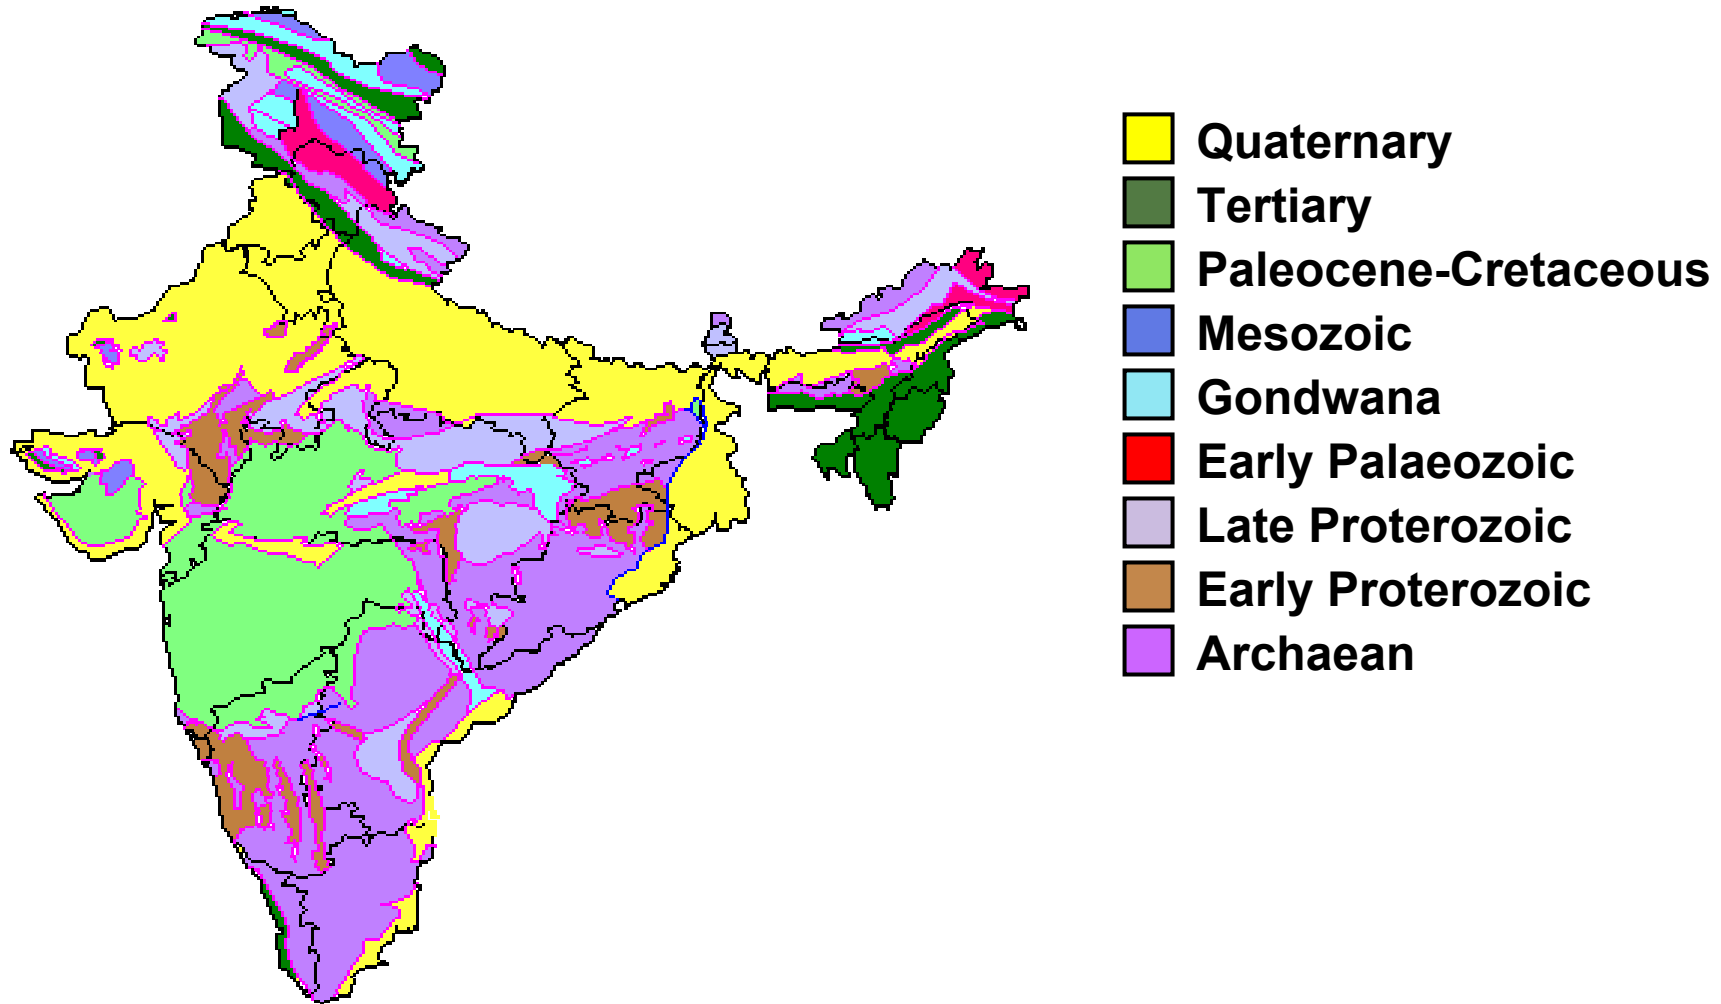 Quaternary
Tertiary
Paleocene-Cretaceous
Mesozoic
Gondwana
Early Palaeozoic
Late Proterozoic
Early Proterozoic
Archaean